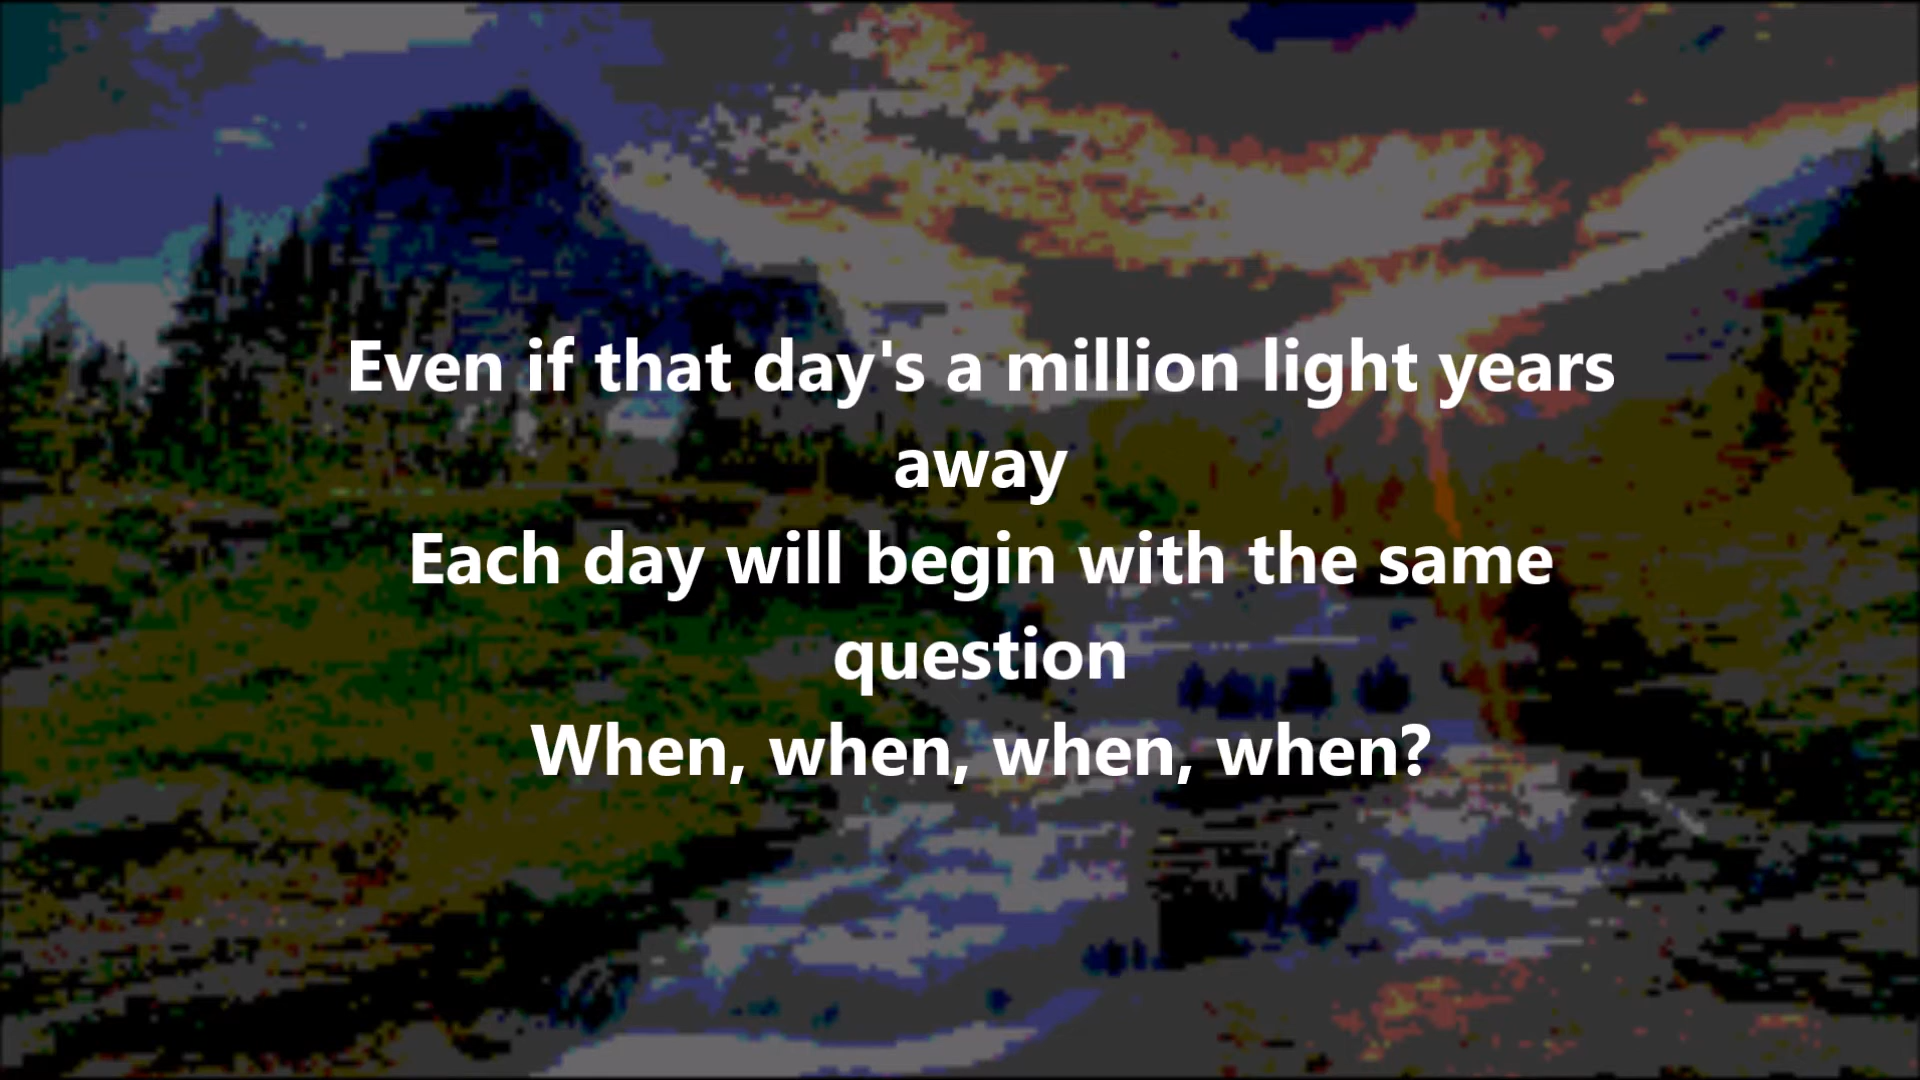 Even if that day's a million light years
away
Each day will begin with the same
question
When, when, when, when?